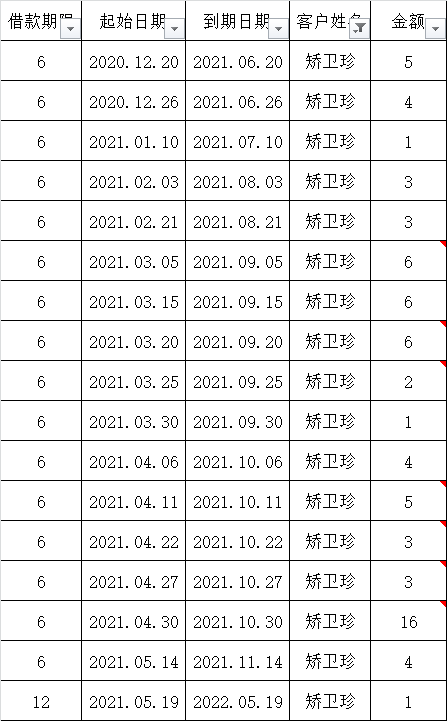 借款期限 起始日期 到期日期 客户姓名 金额
6 2020.12.20 2021.06.20 矫卫珍 5
6 2020.12.26 2021.06.26 矫卫珍 4
6 2021.01.10 2021.07.10 矫卫珍 1
6 2021.02.03 2021.08.03 矫卫珍 3
6 2021.02.21 2021.08.21 矫卫珍 3
6 2021.03.05 2021.09.05 矫卫珍 6
6 2021.03.15 2021.09.15 矫卫珍 6
6 2021.03.20 2021.09.20 矫卫珍 6
6 2021.03.25 2021.09.25 矫卫珍 2
6 2021.03.30 2021.09.30 矫卫珍 1
6 2021.04.06 2021.10.06 矫卫珍 4
6 2021.04.11 2021.10.11 矫卫珍 5
6 2021.04.22 2021.10.22 矫卫珍 3
6 2021.04.27 2021.10.27 矫卫珍 3
6 2021.04.30 2021.10.30 矫卫珍 16
6 2021.05.14 2021.11.14 矫卫珍 4
12 2021.05.19 2022.05.19 矫卫珍 1